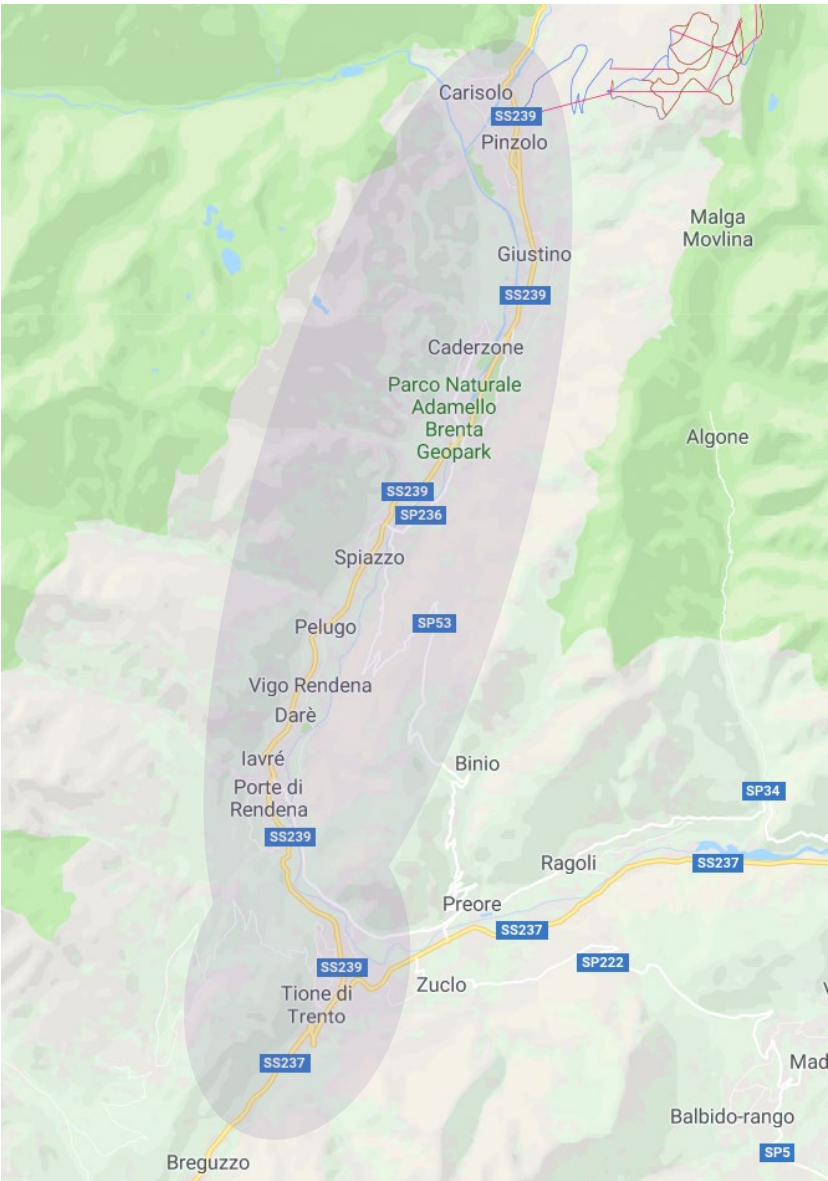 Carisolo
SS239
Pinzolo
Malga
Movlina
Giustino
SS239
Caderzone
Parco Naturale
Adamello
Brenta
Geopark
Algone
SS239
SP236
Spiazzo
SP53
Pelugo
Vigo Rendena
Darè
Iavré
Binio
Porte di
Rendena
SP34
SS239
Ragoli
SS237
Preore
SS237
SP222
SS239
Zuclo
Tione di
Trento
SS237
Mad
Balbido-rango
SP5
Breguzzo